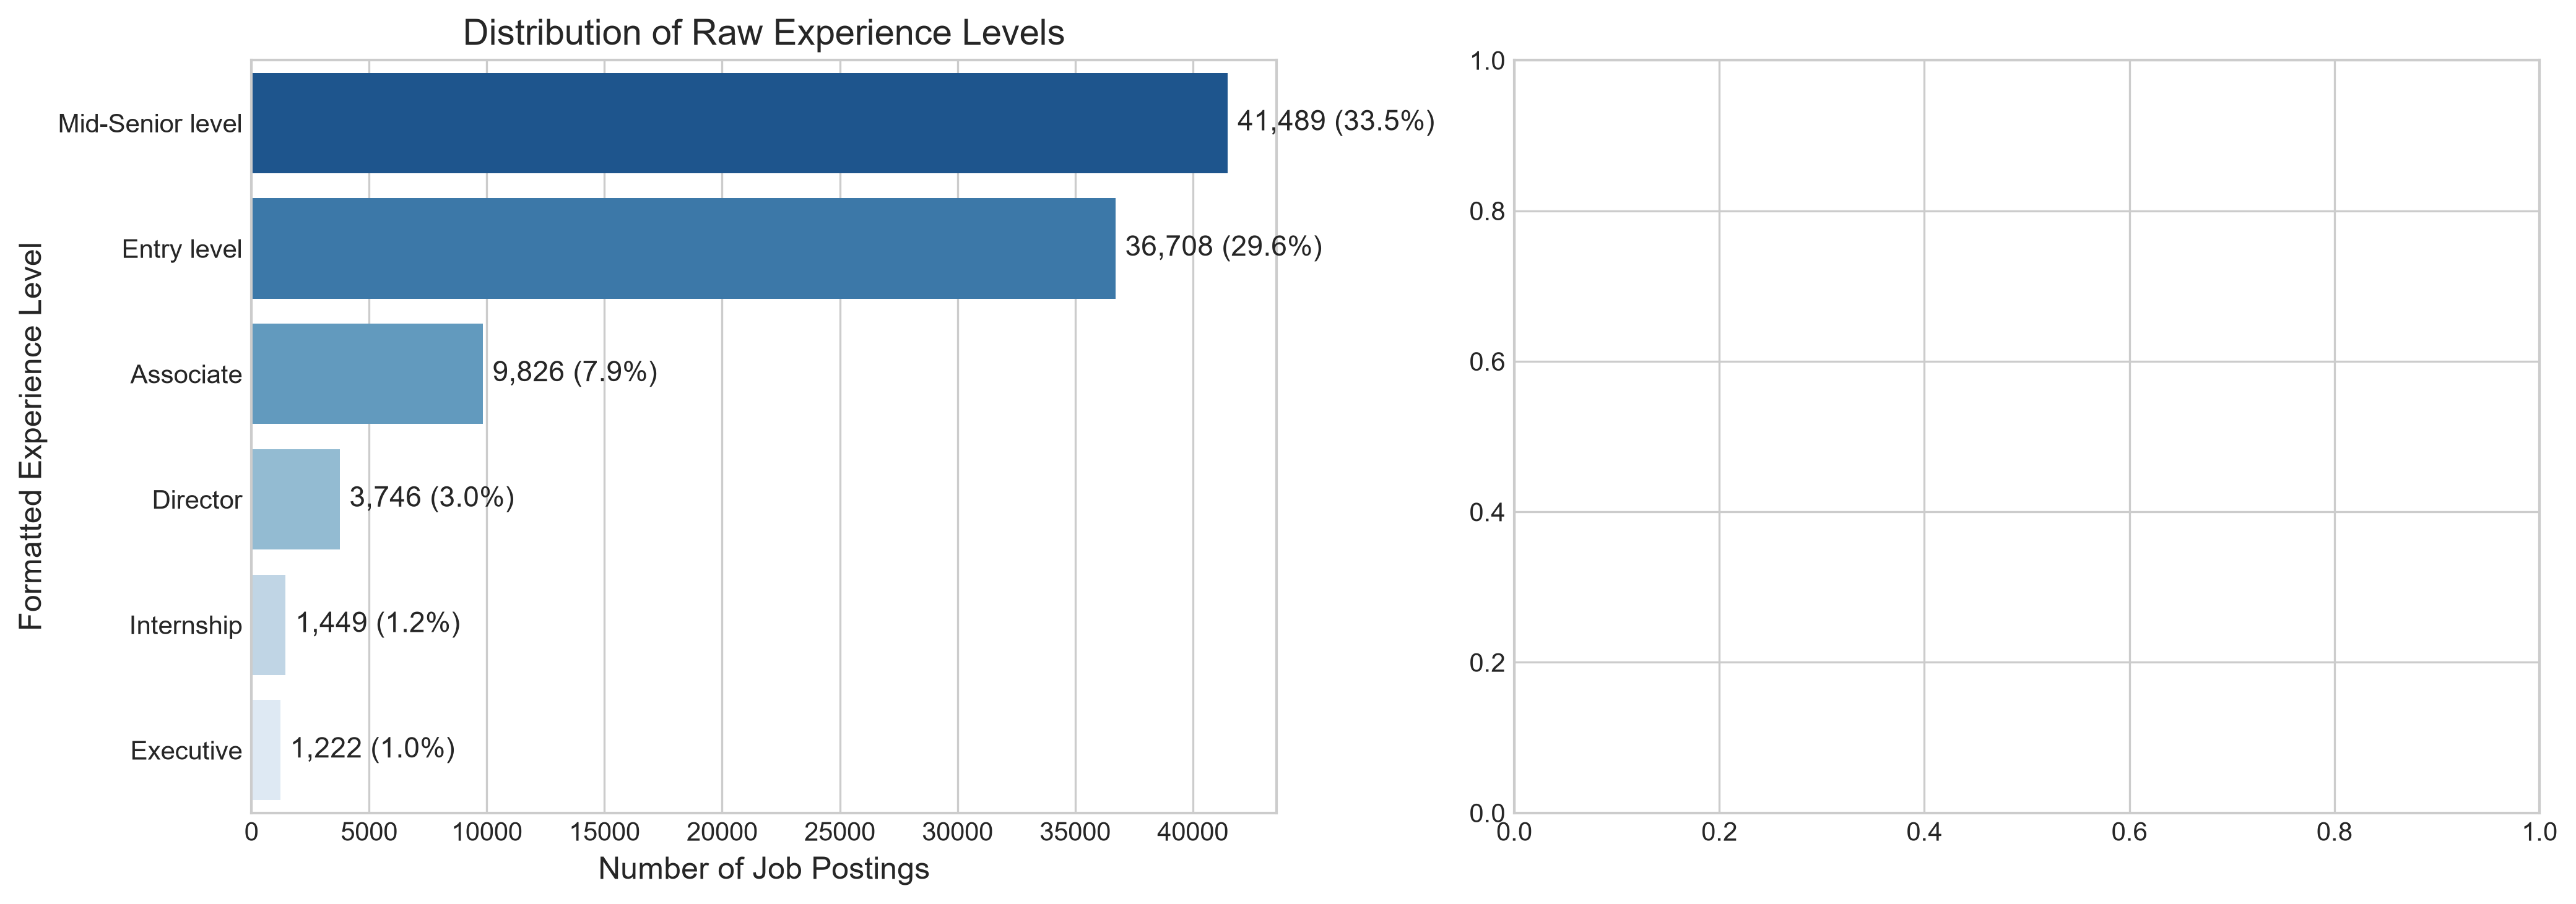 Distribution of Raw Experience Levels
Formatted Experience Level
Mid-Senior level 41,489 (33.5%)
Entry level 36,708 (29.6%)
Associate 9,826 (7.9%)
Director 3,746 (3.0%)
Internship 1,449 (1.2%)
Executive 1,222 (1.0%)
0 5000 10000 15000 20000 25000 30000 35000 40000
Number of Job Postings
1.0
0.8
0.6
0.4
0.2
0.0
0.0 0.2 0.4 0.6 0.8 1.0